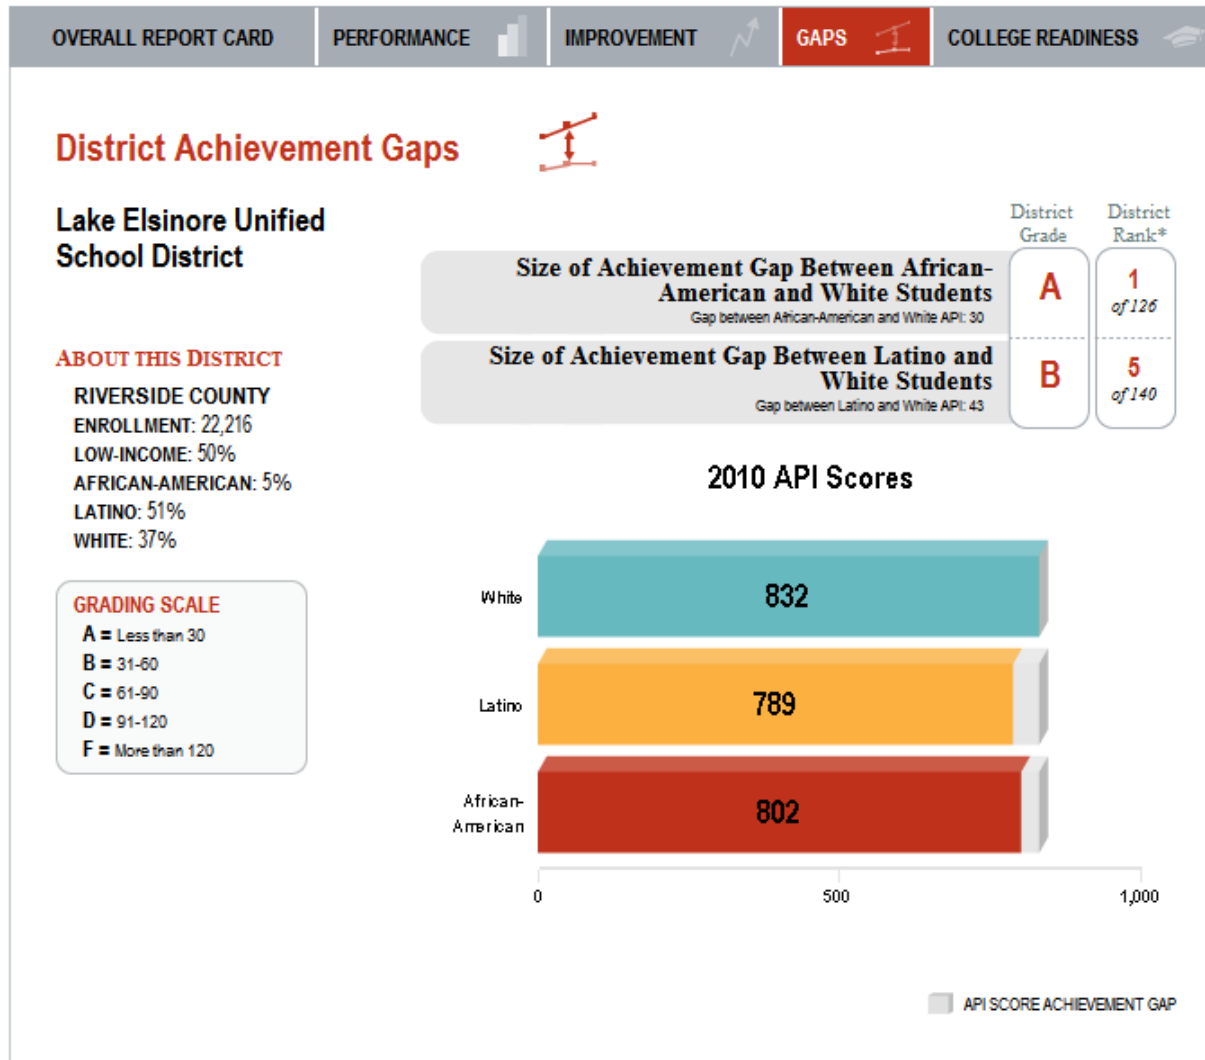 OVERALL REPORT CARD
PERFORMANCE
IMPROVEMENT
GAPS
COLLEGE READINESS
District Achievement Gaps
Lake Elsinore Unified
School District
District
Grade
District
Rank*
Size of Achievement Gap Between African-
American and White Students
Gap between African-American and White API: 30
A
1
of 126
Size of Achievement Gap Between Latino and
White Students
Gap between Latino and White API: 43
B
5
of 140
ABOUT THIS DISTRICT
RIVERSIDE COUNTY
ENROLLMENT: 22,216
LOW-INCOME: 50%
AFRICAN-AMERICAN: 5%
LATINO: 51%
WHITE: 37%
GRADING SCALE
A = Less than 30
B = 31-60
C = 61-90
D = 91-120
F = More than 120
2010 API Scores
White
832
Latino
789
African-
American
802
0
500
1,000
API SCORE ACHIEVEMENT GAP